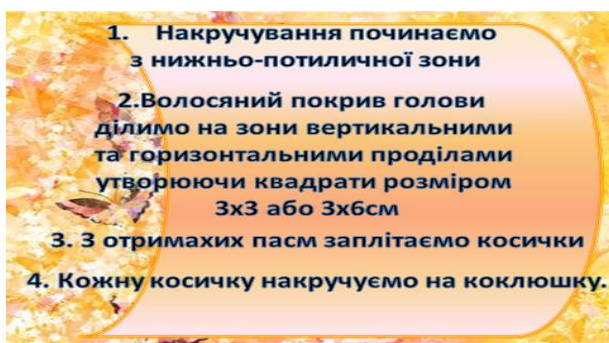 1. Накручування починаємо
з нижньо-потиличної зони
2.Волосяний покрив голови
ділимо на зони вертикальними
та горизонтальними проділами
утворюючи квадрати розміром
3х3 або 3х6см
3. З отримахих пасм заплітаємо косички
4. Кожну косичку накручуємо на коклюшку.